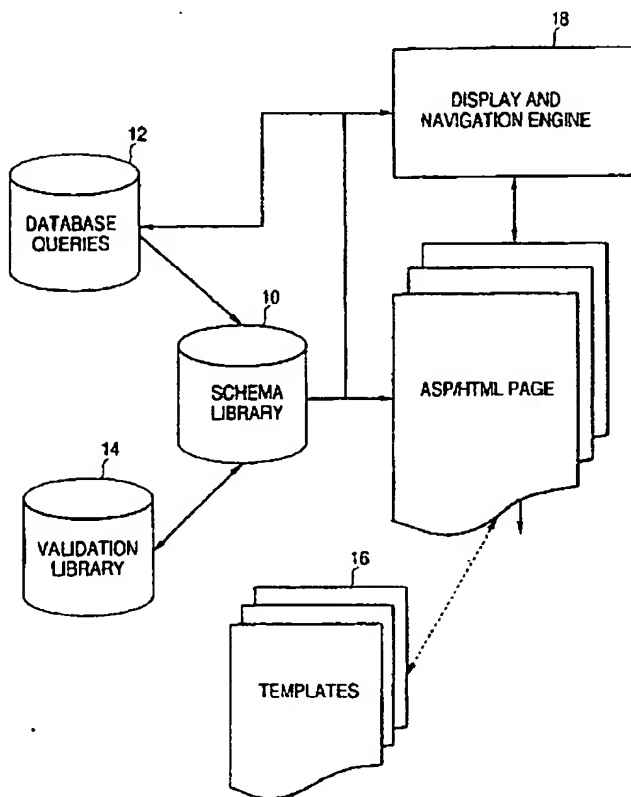 18
DISPLAY AND
NAVIGATION ENGINE
12
DATABASE
QUERIES
10
SCHEMA
LIBRARY
ASP/HTML PAGE
14
VALIDATION
LIBRARY
16
TEMPLATES